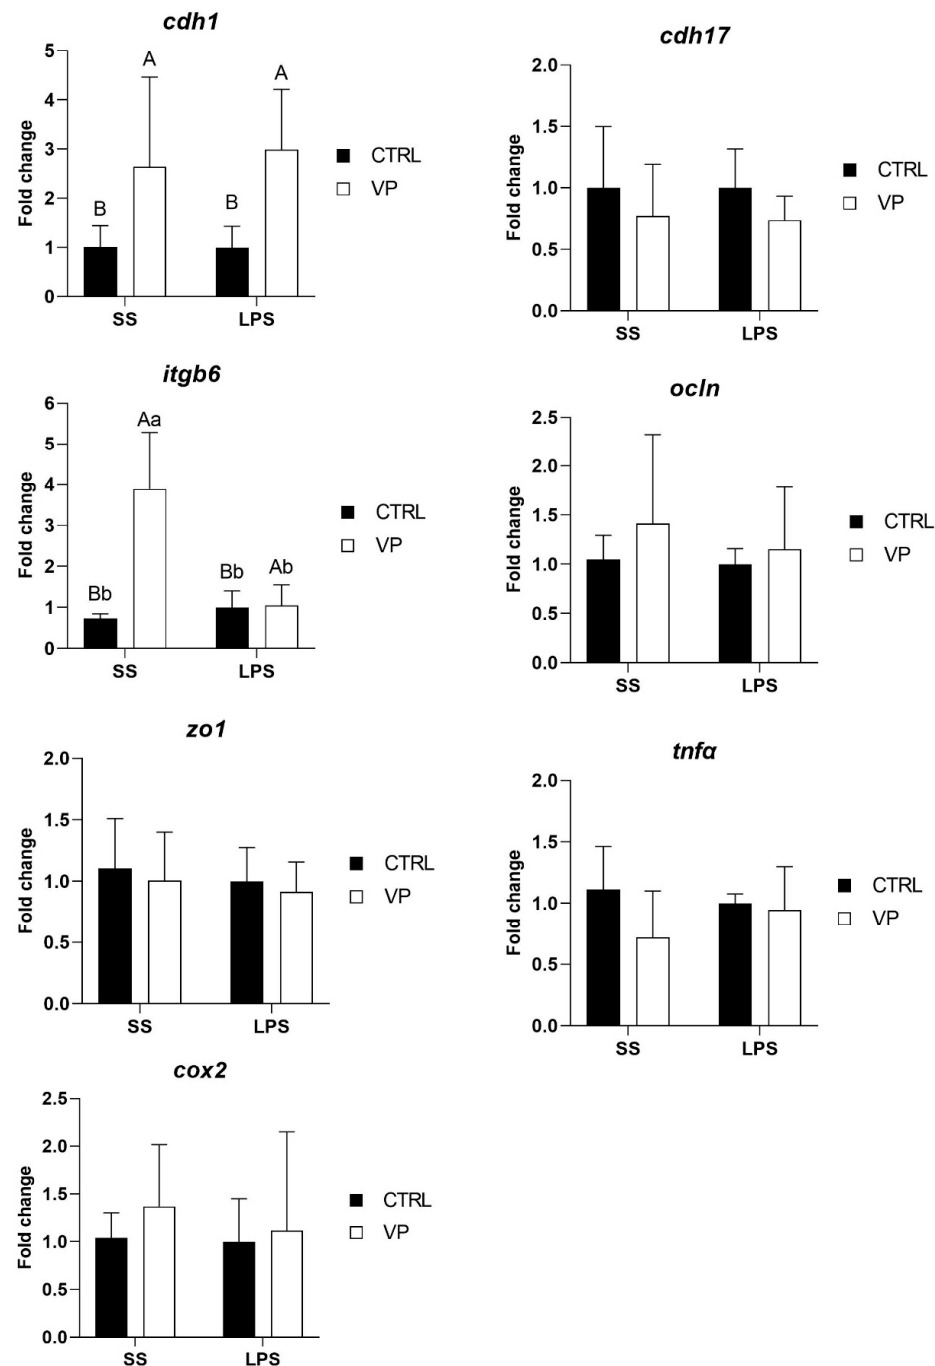 cdh1
5
4
3
2
1
0
Fold change
B
A
B
A
SS
LPS
CTRL
VP
cdh17
2.0
1.5
1.0
0.5
0.0
Fold change
SS
LPS
CTRL
VP
itgb6
6
5
4
3
2
1
0
Fold change
Bb
Aa
Bb
Ab
SS
LPS
CTRL
VP
ocln
2.5
2.0
1.5
1.0
0.5
0.0
Fold change
SS
LPS
CTRL
VP
zo1
2.0
1.5
1.0
0.5
0.0
Fold change
SS
LPS
CTRL
VP
tnfα
2.0
1.5
1.0
0.5
0.0
Fold change
SS
LPS
CTRL
VP
cox2
2.5
2.0
1.5
1.0
0.5
0.0
Fold change
SS
LPS
CTRL
VP